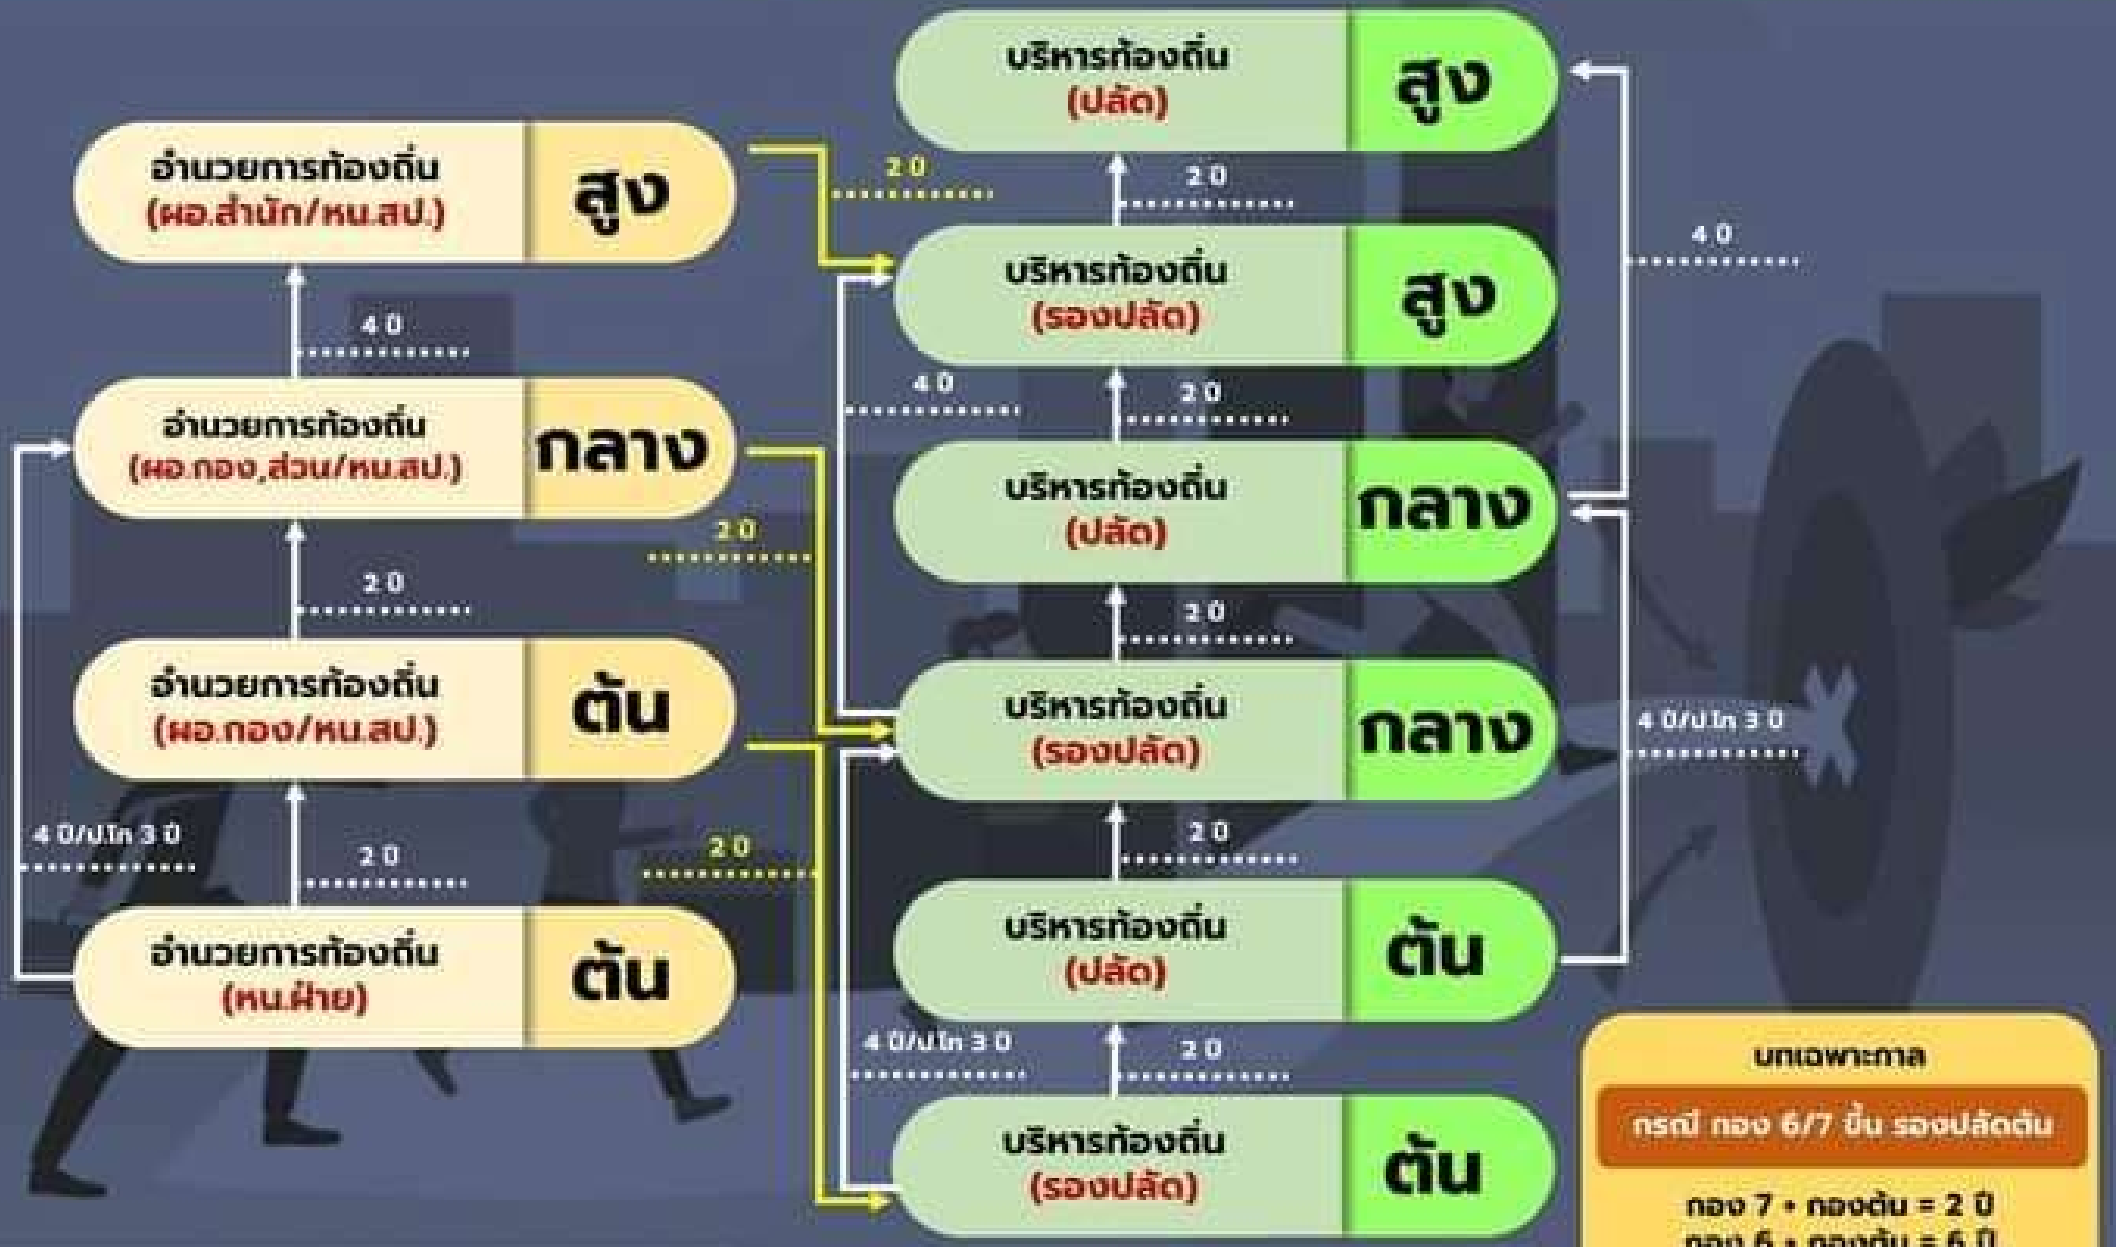 บริหารท้องถิ่น
(ปลัด)
สูง
อำนวยการท้องถิ่น
(ผอ.สำนัก/หน.สป.)
สูง
2 ปี
2 ปี
บริหารท้องถิ่น
(รองปลัด)
สูง
4 ปี
4 ปี
4 ปี
2 ปี
อำนวยการท้องถิ่น
(ผอ.กอง,ส่วน/หน.สป.)
กลาง
บริหารท้องถิ่น
(ปลัด)
กลาง
2 ปี
2 ปี
2 ปี
อำนวยการท้องถิ่น
(ผอ.กอง/หน.สป.)
ต้น
บริหารท้องถิ่น
(รองปลัด)
กลาง
4 ปี/ป.โท 3 ปี
4 ปี/ป.โท 3 ปี
2 ปี
2 ปี
2 ปี
อำนวยการท้องถิ่น
(หน.ฝ่าย)
ต้น
บริหารท้องถิ่น
(ปลัด)
ต้น
4 ปี/ป.โท 3 ปี
2 ปี
บริหารท้องถิ่น
(รองปลัด)
ต้น
บทเฉพาะกาล
กรณี กอง 6/7 ขึ้น รองปลัดต้น
กอง 7 + กองต้น = 2 ปี
กอง 6 + กองต้น = 6 ปี